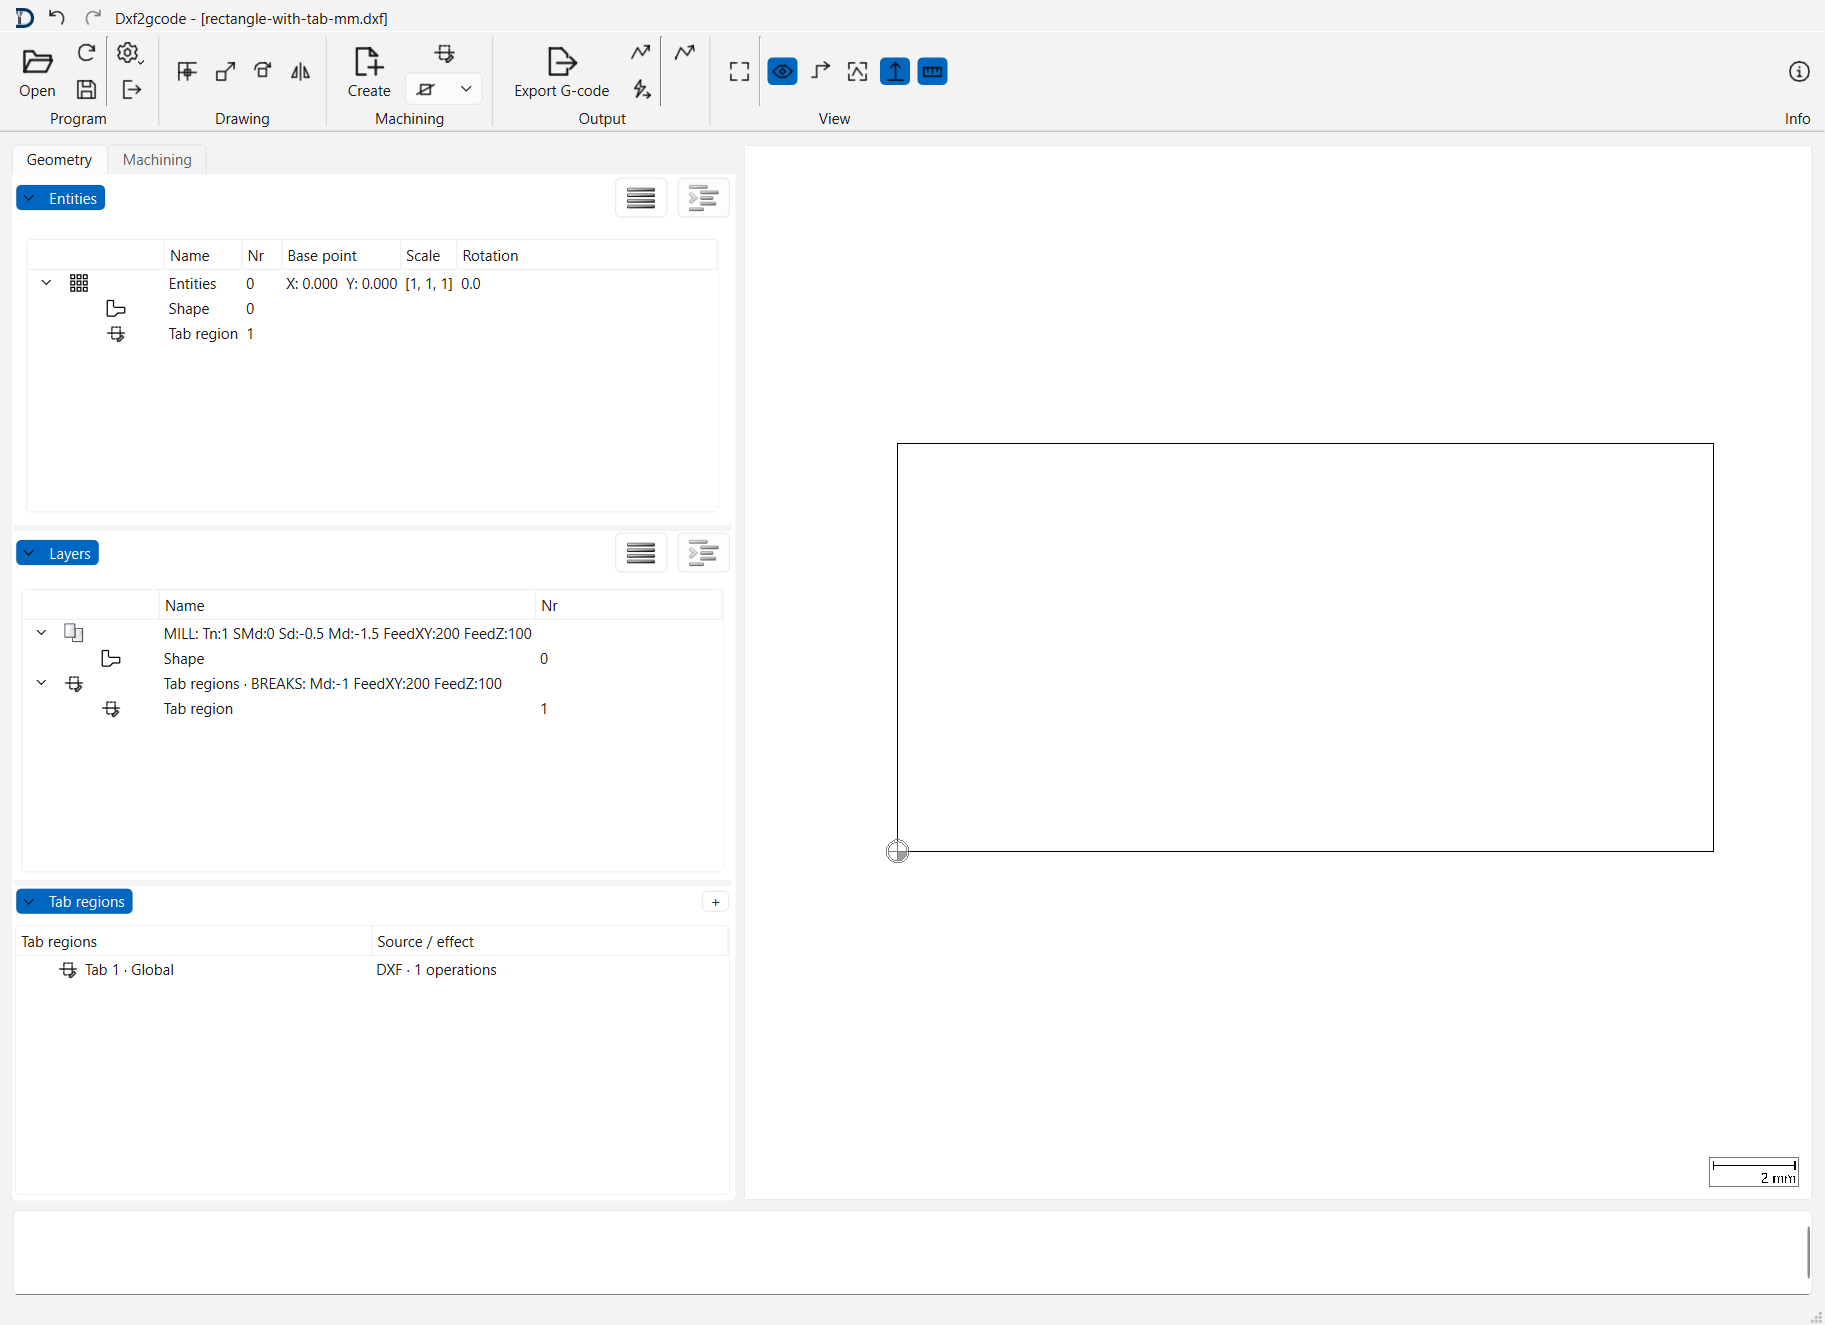 Dxf2gcode - [rectangle-with-tab-mm.dxf]
Open
Create
Export G-code
Program
Drawing
Machining
Output
View
Info
Geometry
Machining
Entities
Name Nr Base point Scale Rotation
Entities 0 X: 0.000 Y: 0.000 [1, 1, 1] 0.0
Shape 0
Tab region 1
Layers
Name Nr
MILL: Tn:1 SMd:0 Sd:-0.5 Md:-1.5 FeedXY:200 FeedZ:100
Shape 0
Tab regions · BREAKS: Md:-1 FeedXY:200 FeedZ:100
Tab region 1
Tab regions +
Tab regions Source / effect
Tab 1 · Global DXF · 1 operations
2 mm